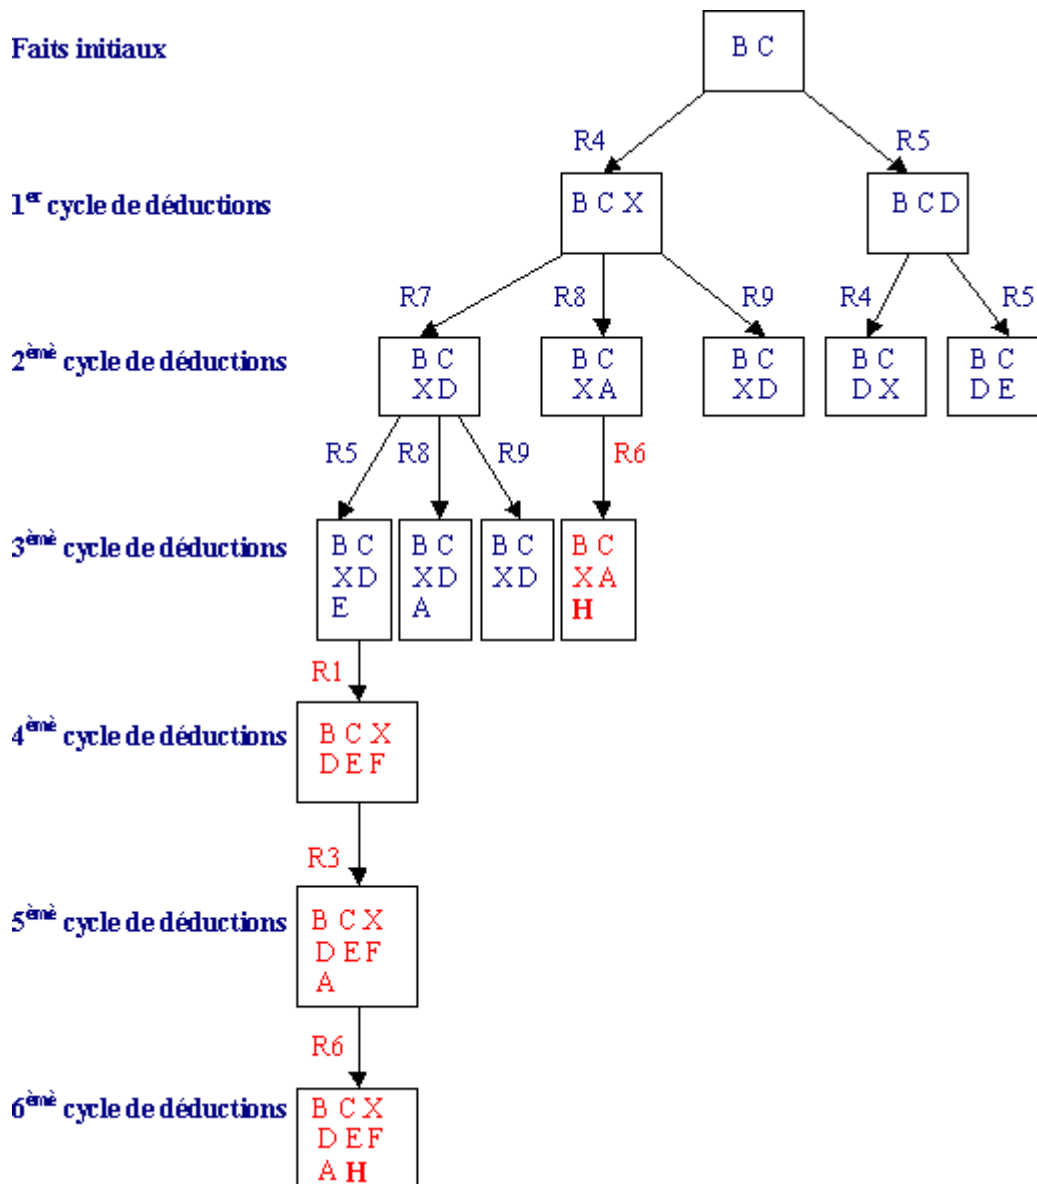 Faits initiaux
B C
R4
R5
1er cycle de déductions
B C X
B C D
R7
R8
R9
R4
R5
2ème cycle de déductions
B C
X D
B C
X A
B C
X D
B C
D X
B C
D E
R5
R8
R9
R6
3ème cycle de déductions
B C
X D
E
B C
X D
A
B C
X D
B C
X A
H
R1
4ème cycle de déductions
B C X
D E F
R3
5ème cycle de déductions
B C X
D E F
A
R6
6ème cycle de déductions
B C X
D E F
A H